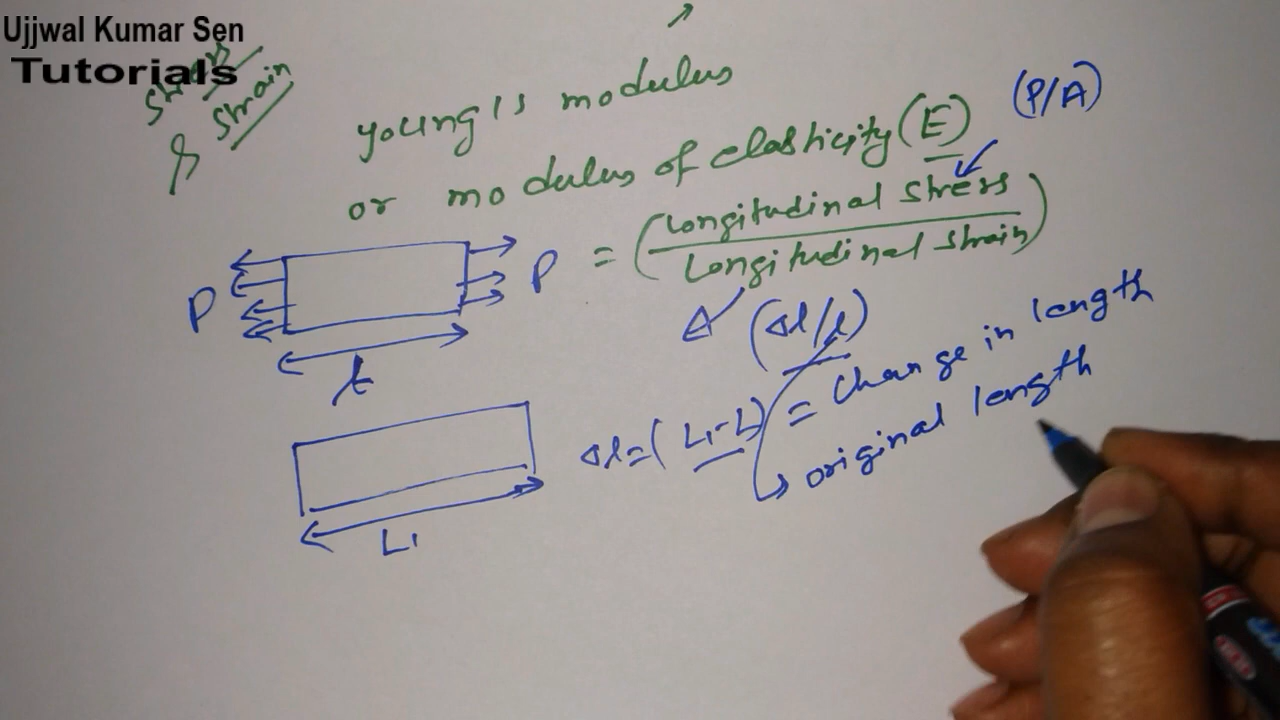 Ujjwal Kumar Sen
Tutorials
& strain
young's modulus
or modulus of elasticity (E)
(P/A)
= (Longitudinal stress / Longitudinal strain)
P
P
(Δl/l)
Δl = (L1-L) = change in length
original length
L1